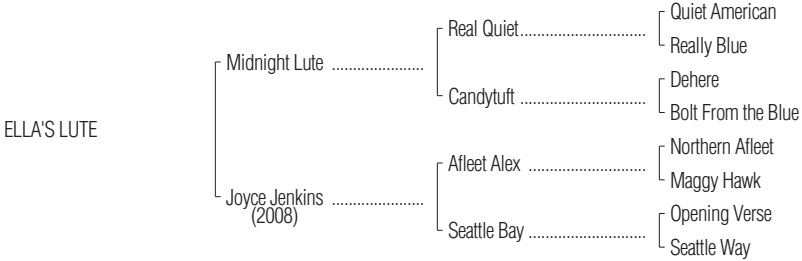 Quiet American
Real Quiet..............................
Really Blue
Midnight Lute ......................
Dehere
Candytuft ..............................
Bolt From the Blue
ELLA'S LUTE
Northern Afleet
Afleet Alex ............................
Maggy Hawk
Joyce Jenkins ......................
(2008)
Opening Verse
Seattle Bay ............................
Seattle Way